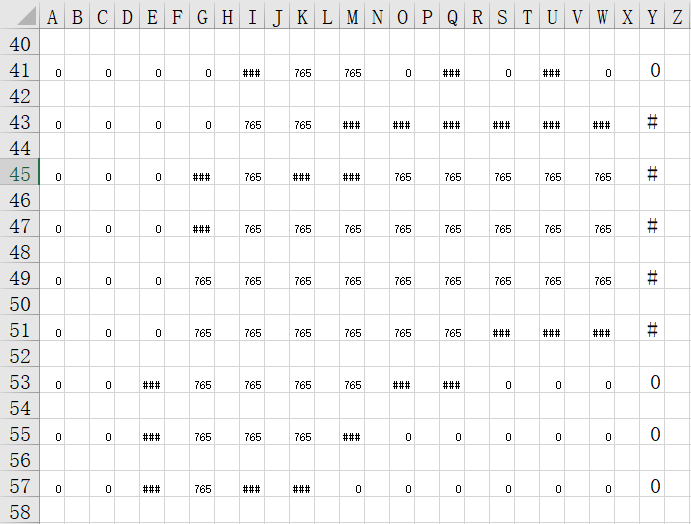 A B C D E F G H I J K L M N O P Q R S T U V W X Y Z
40
41 0 0 0 0 ### 765 765 0 ### 0 ### 0 0
42
43 0 0 0 0 765 765 ### ### ### ### ### ### #
44
45 0 0 0 ### 765 ### ### 765 765 765 765 765 #
46
47 0 0 0 ### 765 765 765 765 765 765 765 765 #
48
49 0 0 0 765 765 765 765 765 765 765 765 765 #
50
51 0 0 0 765 765 765 765 765 765 ### ### ### #
52
53 0 0 ### 765 765 765 765 ### ### 0 0 0 0
54
55 0 0 ### 765 765 765 ### 0 0 0 0 0 0
56
57 0 0 ### 765 ### ### 0 0 0 0 0 0 0
58